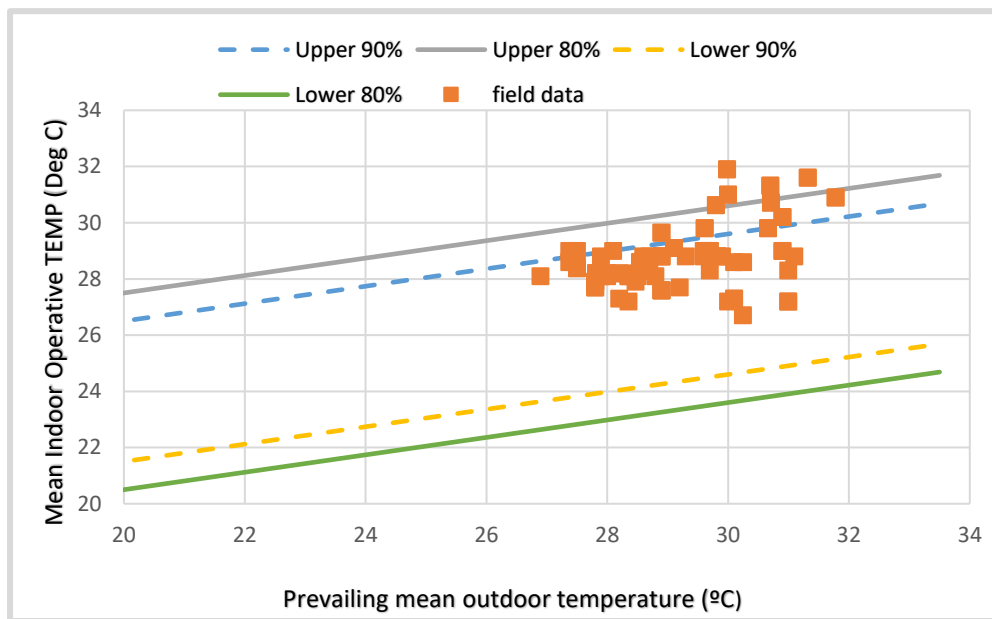 Upper 90% Upper 80% Lower 90%
Lower 80% field data
Mean Indoor Operative TEMP (Deg C)
34
32
30
28
26
24
22
20
20 22 24 26 28 30 32 34
Prevailing mean outdoor temperature (ºC)